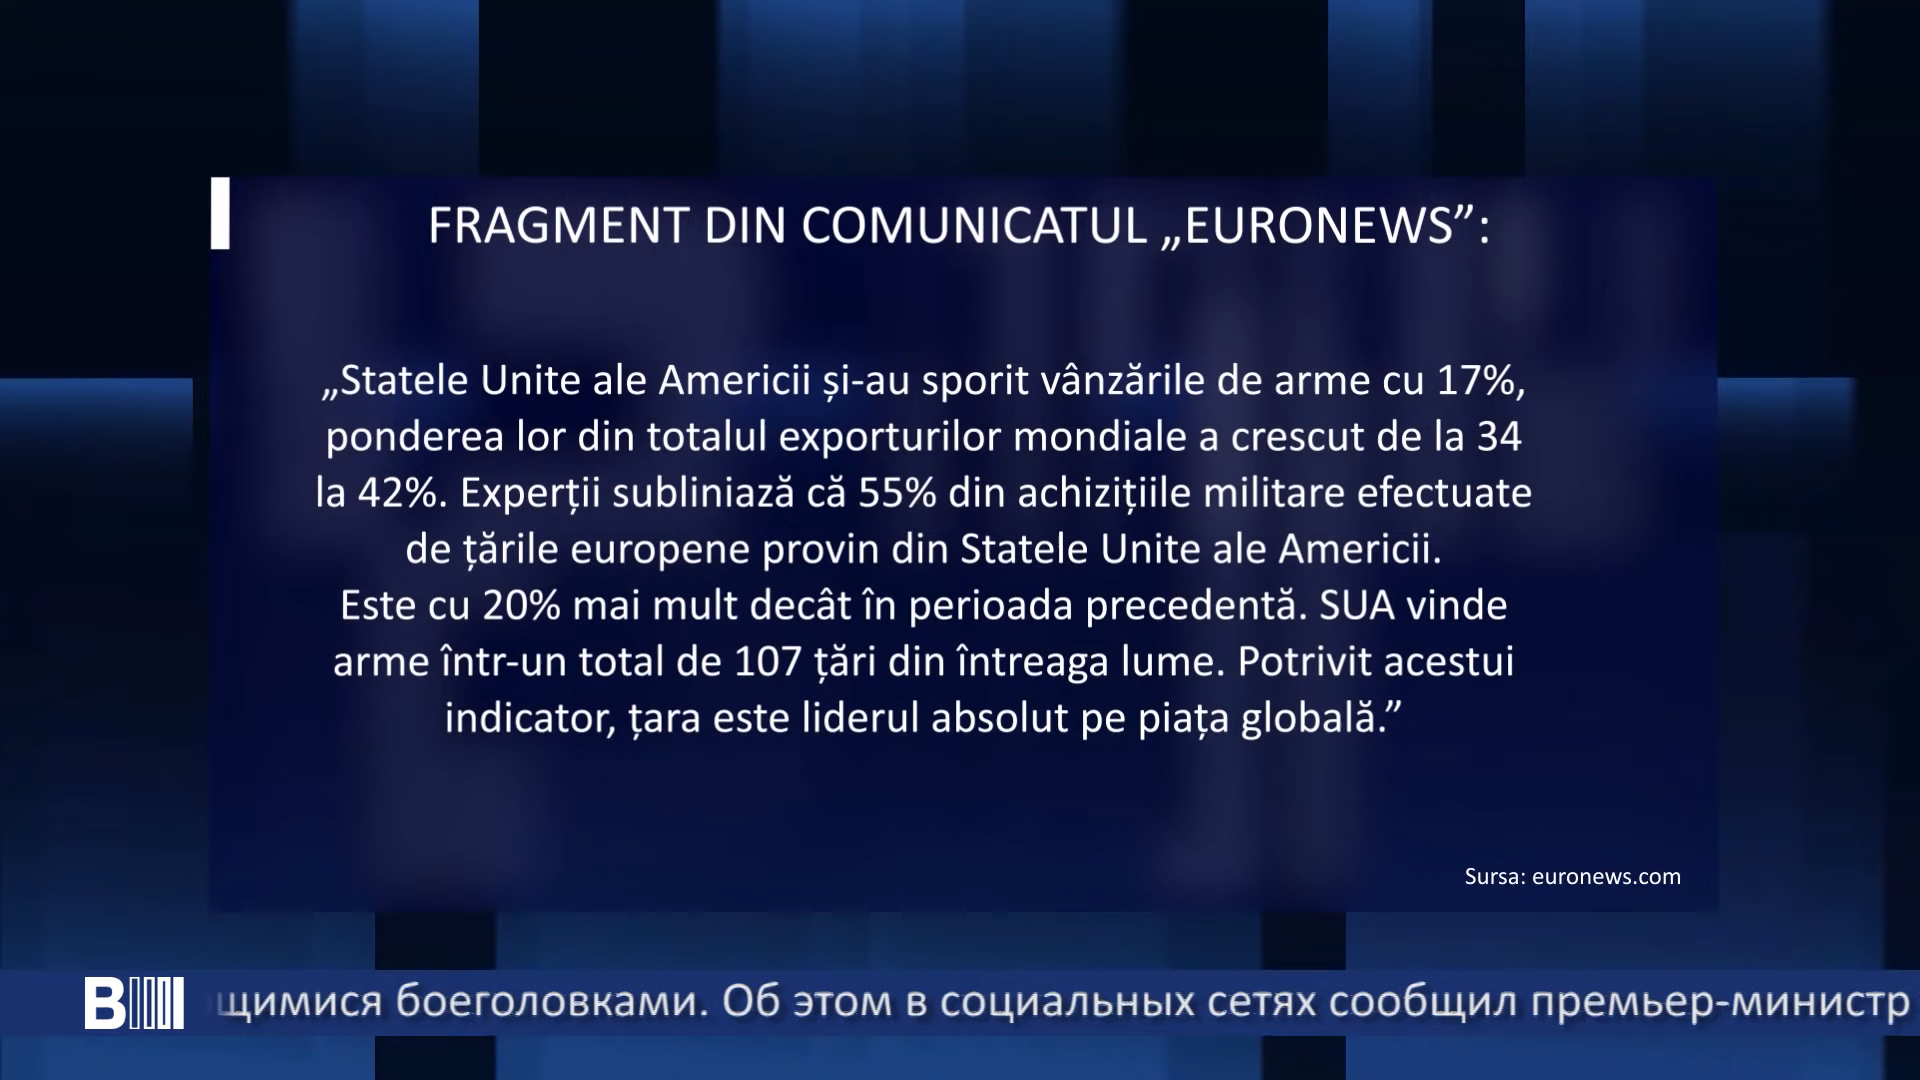 FRAGMENT DIN COMUNICATUL „EURONEWS”:
„Statele Unite ale Americii și-au sporit vânzările de arme cu 17%,
ponderea lor din totalul exporturilor mondiale a crescut de la 34
la 42%. Experții subliniază că 55% din achizițiile militare efectuate
de țările europene provin din Statele Unite ale Americii.
Este cu 20% mai mult decât în perioada precedentă. SUA vinde
arme într-un total de 107 țări din întreaga lume. Potrivit acestui
indicator, țara este liderul absolut pe piața globală.”
Sursa: euronews.com
боеголовками. Об этом в социальных сетях сообщил премьер-министр